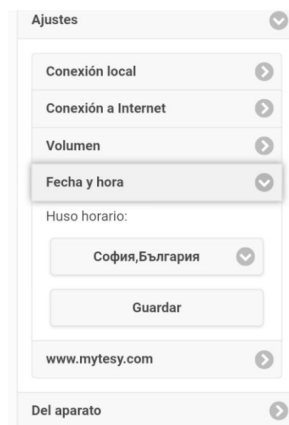 Ajustes
Conexión local
Conexión a Internet
Volumen
Fecha y hora
Huso horario:
София,България
Guardar
www.mytesy.com
Del aparato